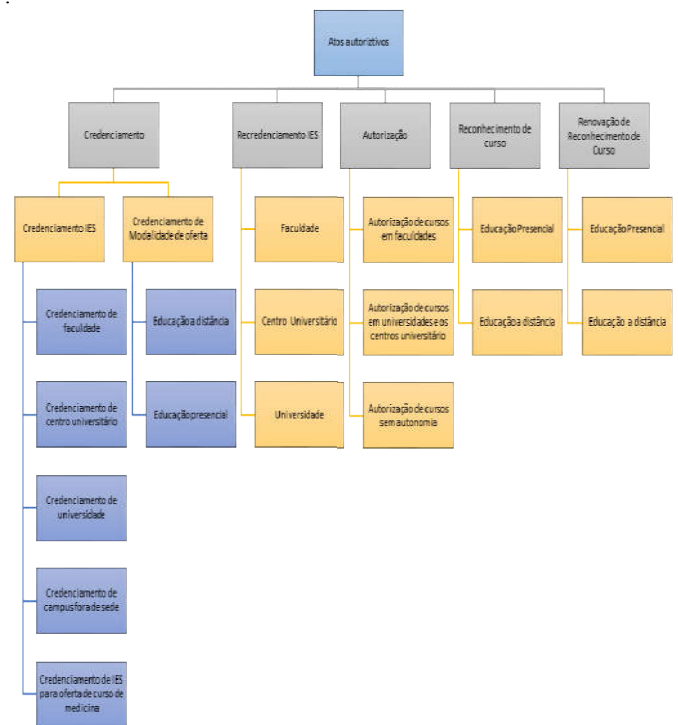 .
Atos autoriztivos
Credenciamento
Recredenciamento IES
Autorização
Reconhecimento de
curso
Renovação de
Reconhecimento de
Curso
Credenciamento IES
Credenciamento de
Modalidade de oferta
Faculdade
Autorização de cursos
em faculdades
Educação Presencial
Educação Presencial
Credenciamento de
faculdade
Educação a distância
Centro Universitário
Autorização de cursos
em universidades e os
centros universitário
Educação a distância
Educação a distância
Credenciamento de
centro universitário
Educação presencial
Universidade
Autorização de cursos
sem autonomia
Credenciamento de
universidade
Credenciamento de
campus fora de sede
Credenciamento de IES
para oferta de curso de
medicina